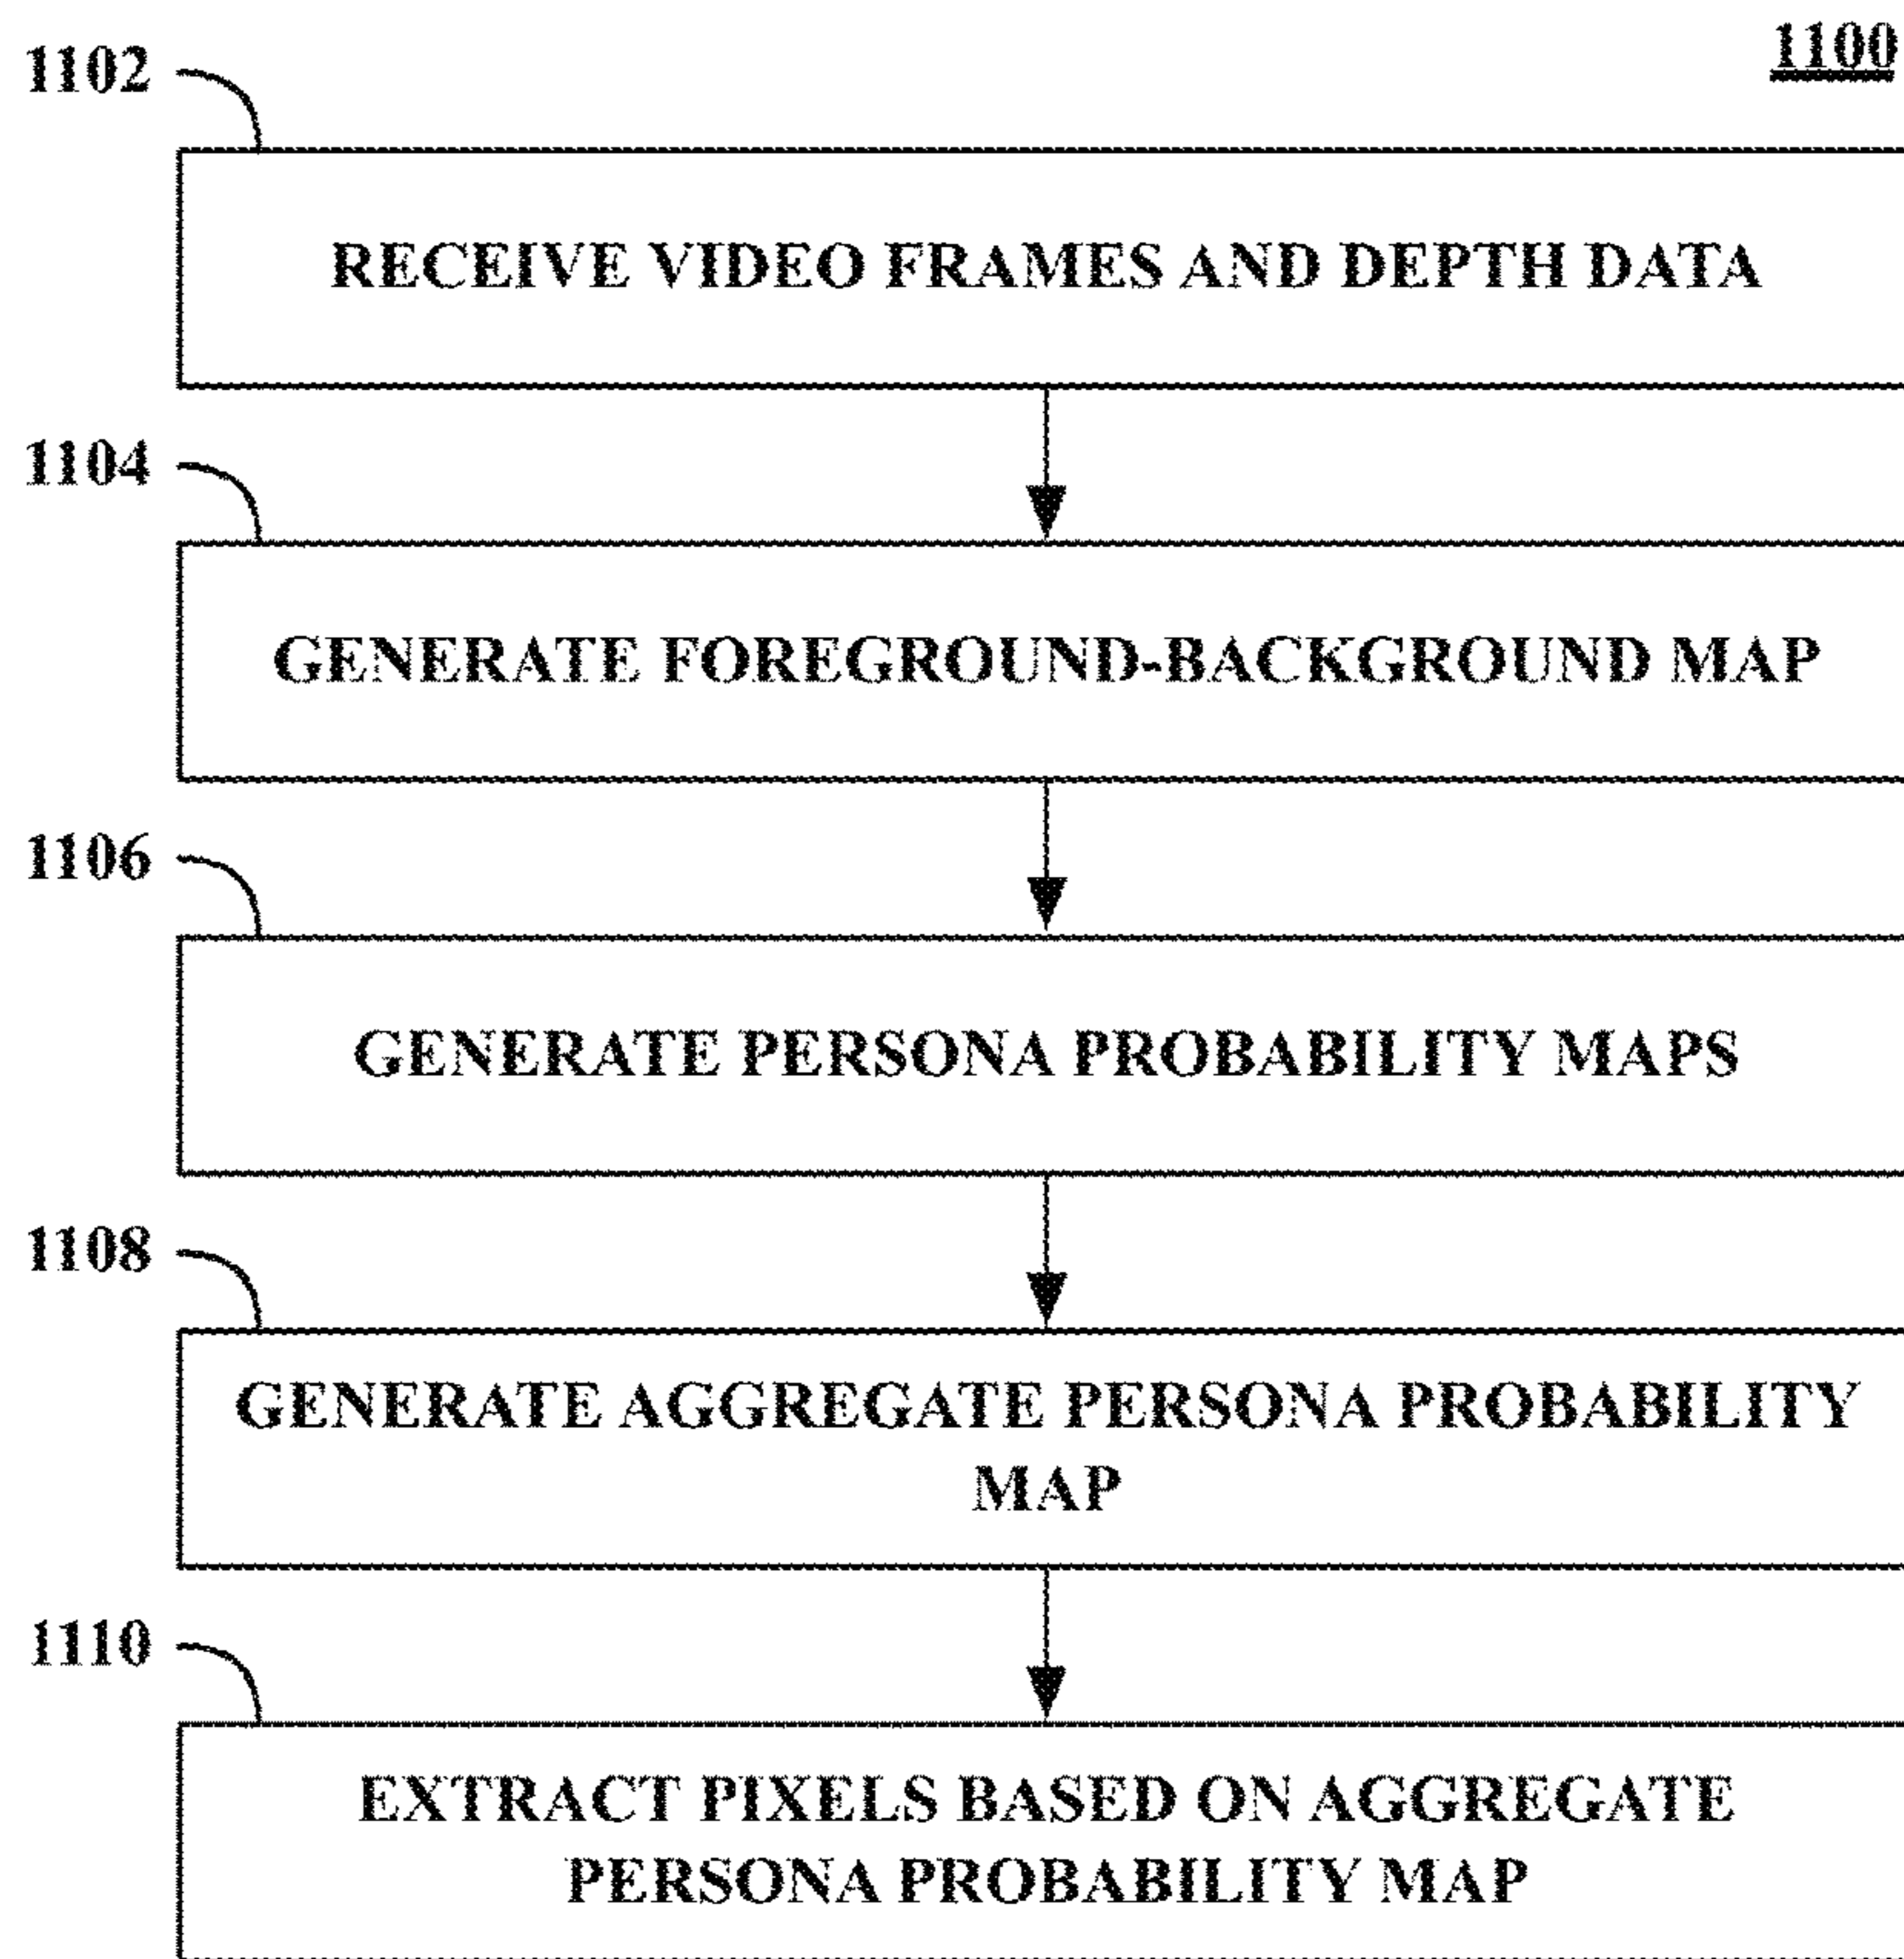 1100
1102
RECEIVE VIDEO FRAMES AND DEPTH DATA
1104
GENERATE FOREGROUND-BACKGROUND MAP
1106
GENERATE PERSONA PROBABILITY MAPS
1108
GENERATE AGGREGATE PERSONA PROBABILITY
MAP
1110
EXTRACT PIXELS BASED ON AGGREGATE
PERSONA PROBABILITY MAP